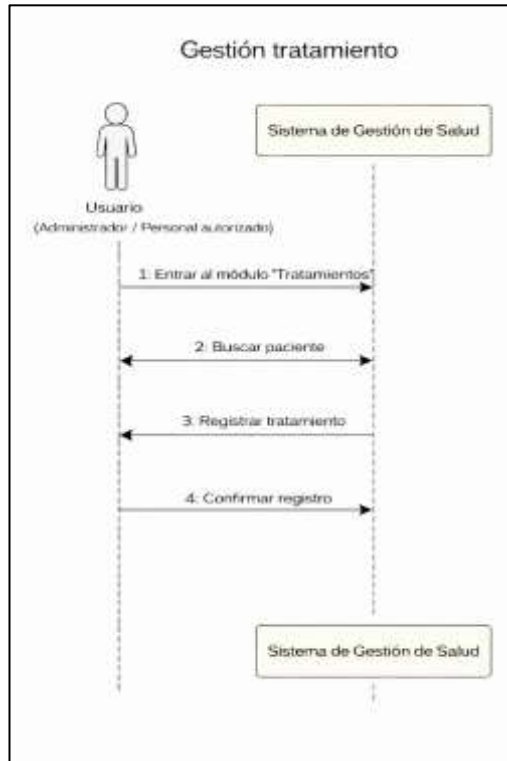 Gestión tratamiento
Sistema de Gestión de Salud
Usuario
(Administrador / Personal autorizado)
1: Entrar al módulo "Tratamientos"
2: Buscar paciente
3: Registrar tratamiento
4: Confirmar registro
Sistema de Gestión de Salud